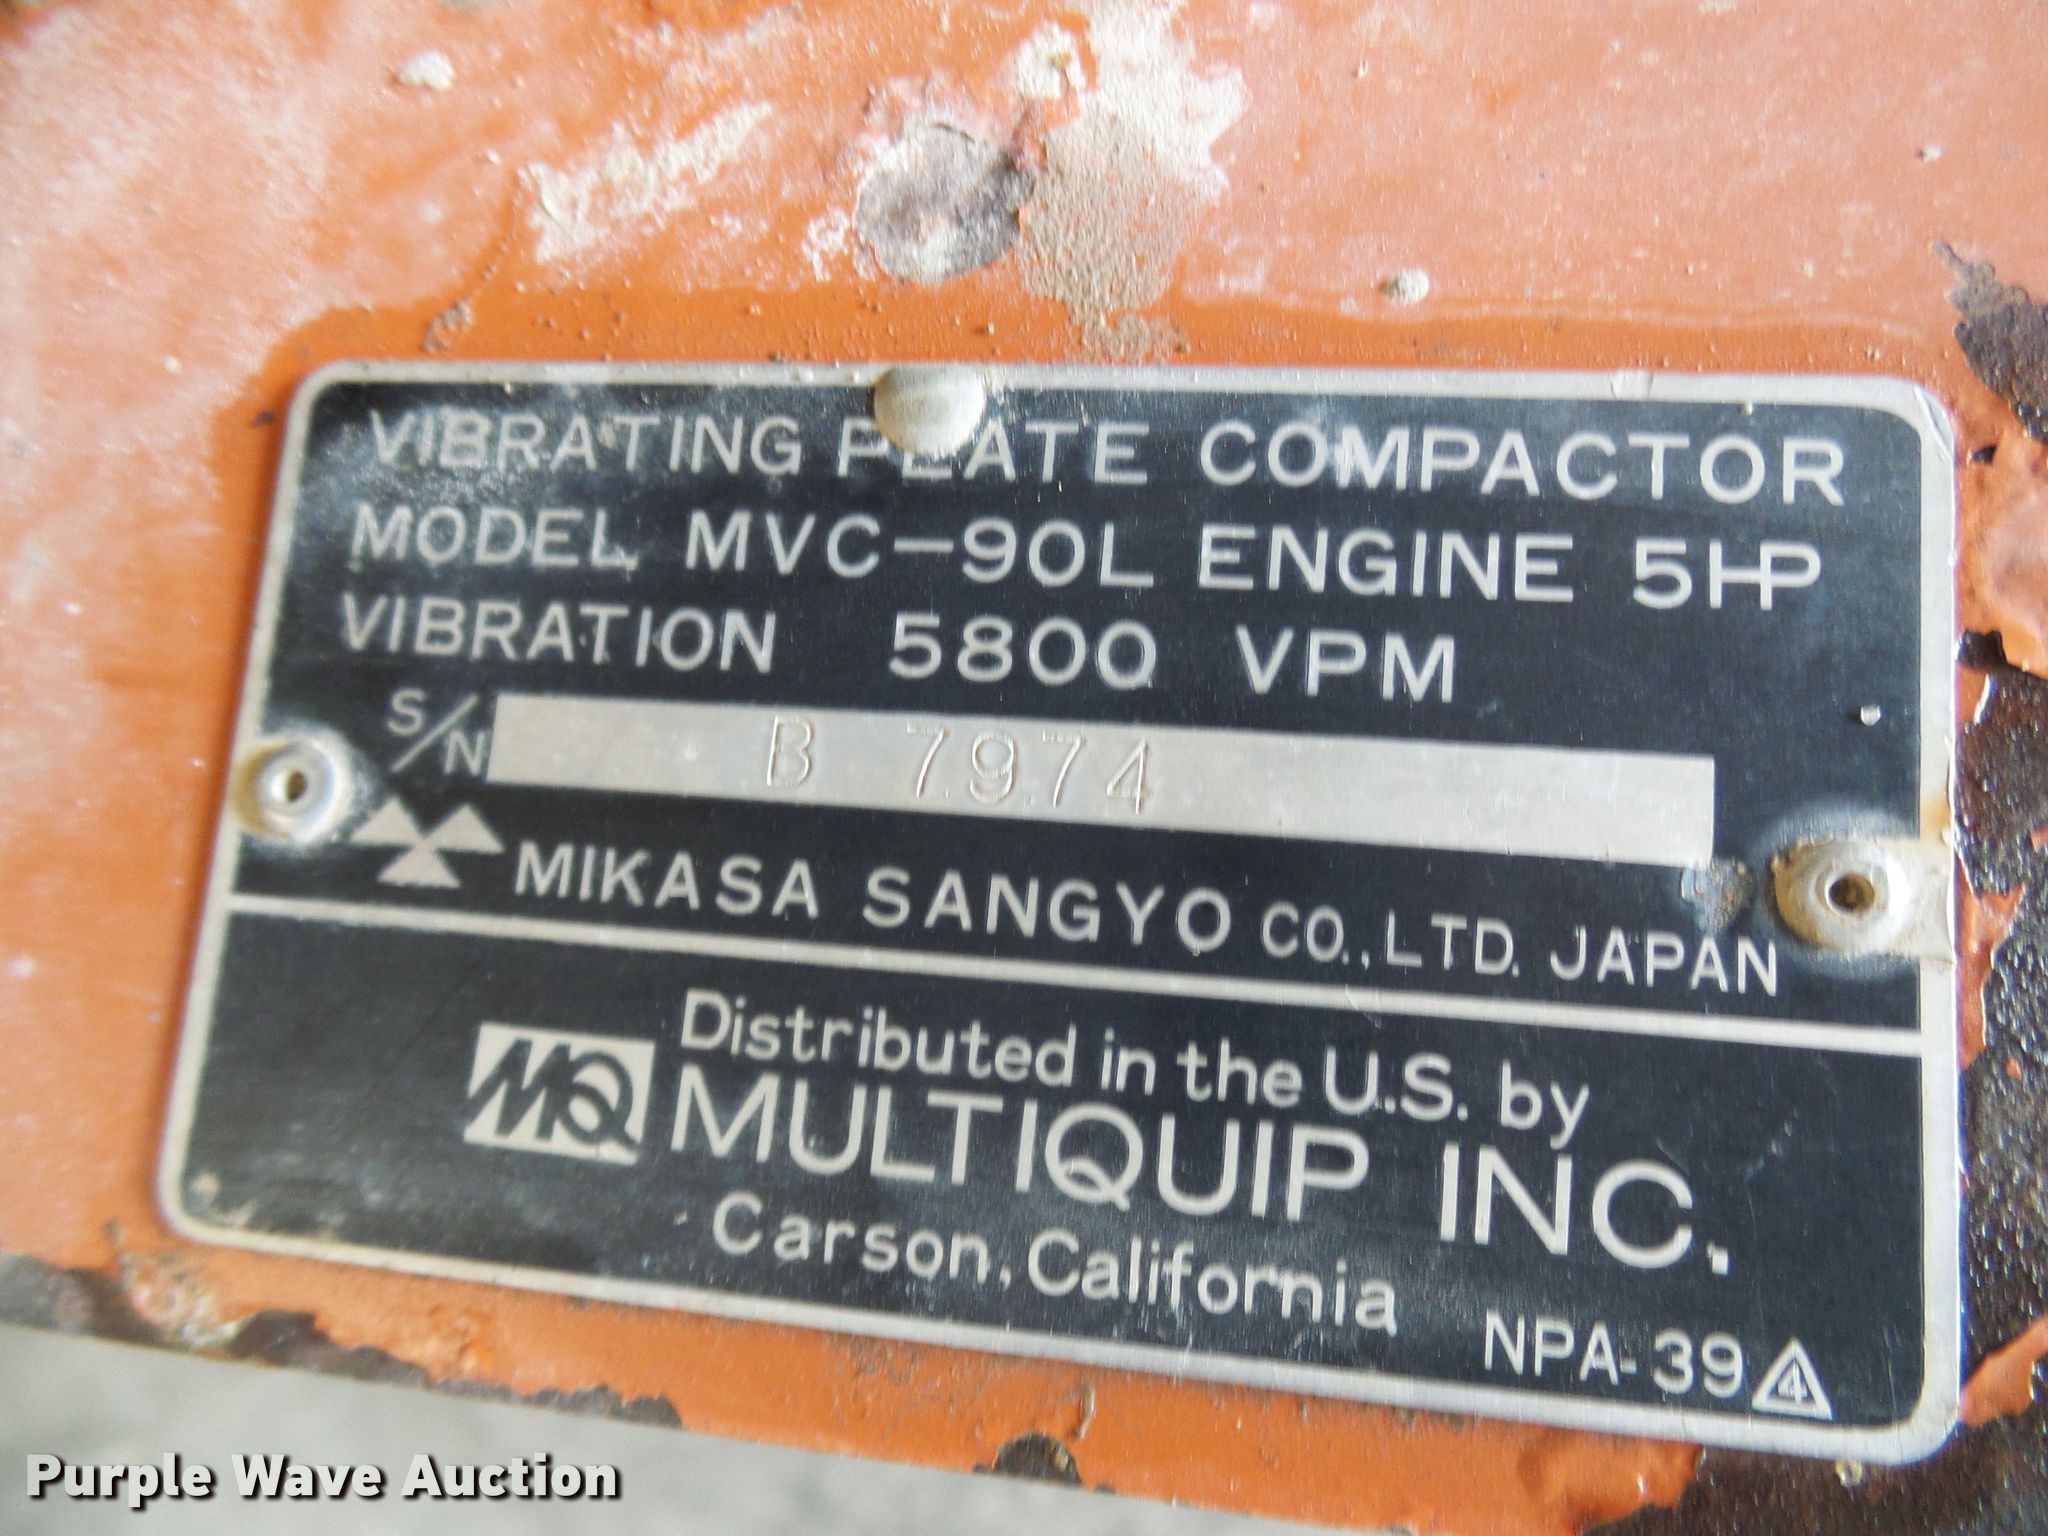 VIBRATING PLATE COMPACTOR
MODEL MVC-90L ENGINE 5HP
VIBRATION 5800 VPM
S/N B 7974
MIKASA SANGYO CO., LTD. JAPAN
Distributed in the U.S. by
MQ MULTIQUIP INC.
Carson, California
NPA-39 4
Purple Wave Auction